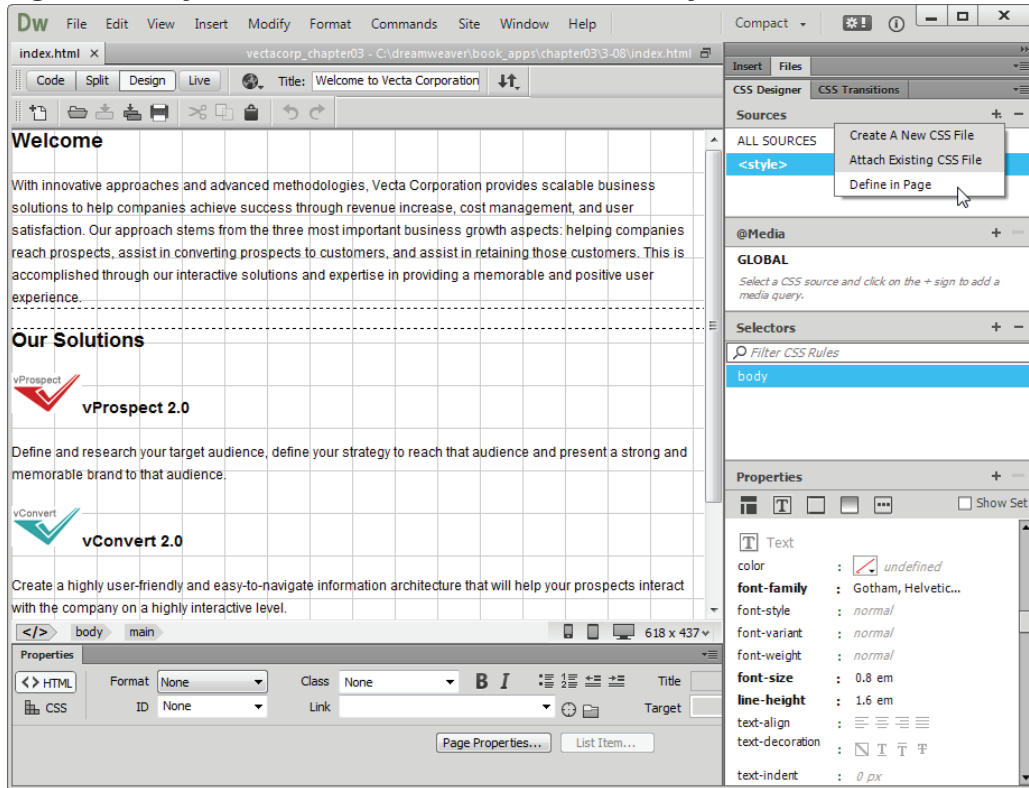 DW File Edit View Insert Modify Format Commands Site Window Help Compact
index.html × vectacorp_chapter03 - C:\dreamweaver\book_apps\chapter03\3-08\index.html
Code Split Design Live Title: Welcome to Vecta Corporation
Welcome
With innovative approaches and advanced methodologies, Vecta Corporation provides scalable business
solutions to help companies achieve success through revenue increase, cost management, and user
satisfaction. Our approach stems from the three most important business growth aspects: helping companies
reach prospects, assist in converting prospects to customers, and assist in retaining those customers. This is
accomplished through our interactive solutions and expertise in providing a memorable and positive user
experience.
Our Solutions
vProspect
vProspect 2.0
Define and research your target audience, define your strategy to reach that audience and present a strong and
memorable brand to that audience.
vConvert
vConvert 2.0
Create a highly user-friendly and easy-to-navigate information architecture that will help your prospects interact
with the company on a highly interactive level.
</> body main 618 x 437
Properties
<> HTML Format None Class None B I Title
CSS ID None Link Target
Page Properties... List Item...
Insert Files
CSS Designer CSS Transitions
Sources + −
ALL SOURCES
<style>
Create A New CSS File
Attach Existing CSS File
Define in Page
@Media + −
GLOBAL
Select a CSS source and click on the + sign to add a
media query.
Selectors + −
Filter CSS Rules
body
Properties + −
T Show Set
T Text
color : undefined
font-family : Gotham, Helvetic...
font-style : normal
font-variant : normal
font-weight : normal
font-size : 0.8 em
line-height : 1.6 em
text-align :
text-decoration : T T T
text-indent : 0 px